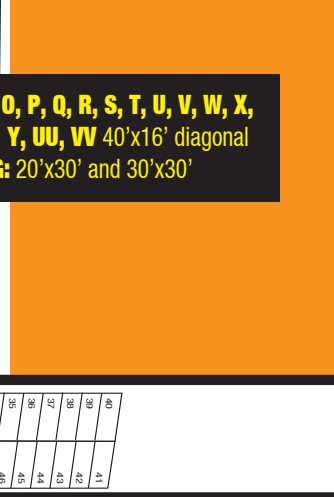 O, P, Q, R, S, T, U, V, W, X,
Y, UU, VV 40'x16' diagonal
G: 20'x30' and 30'x30'
35 36 37 38 39 40
46 45 44 43 42 41